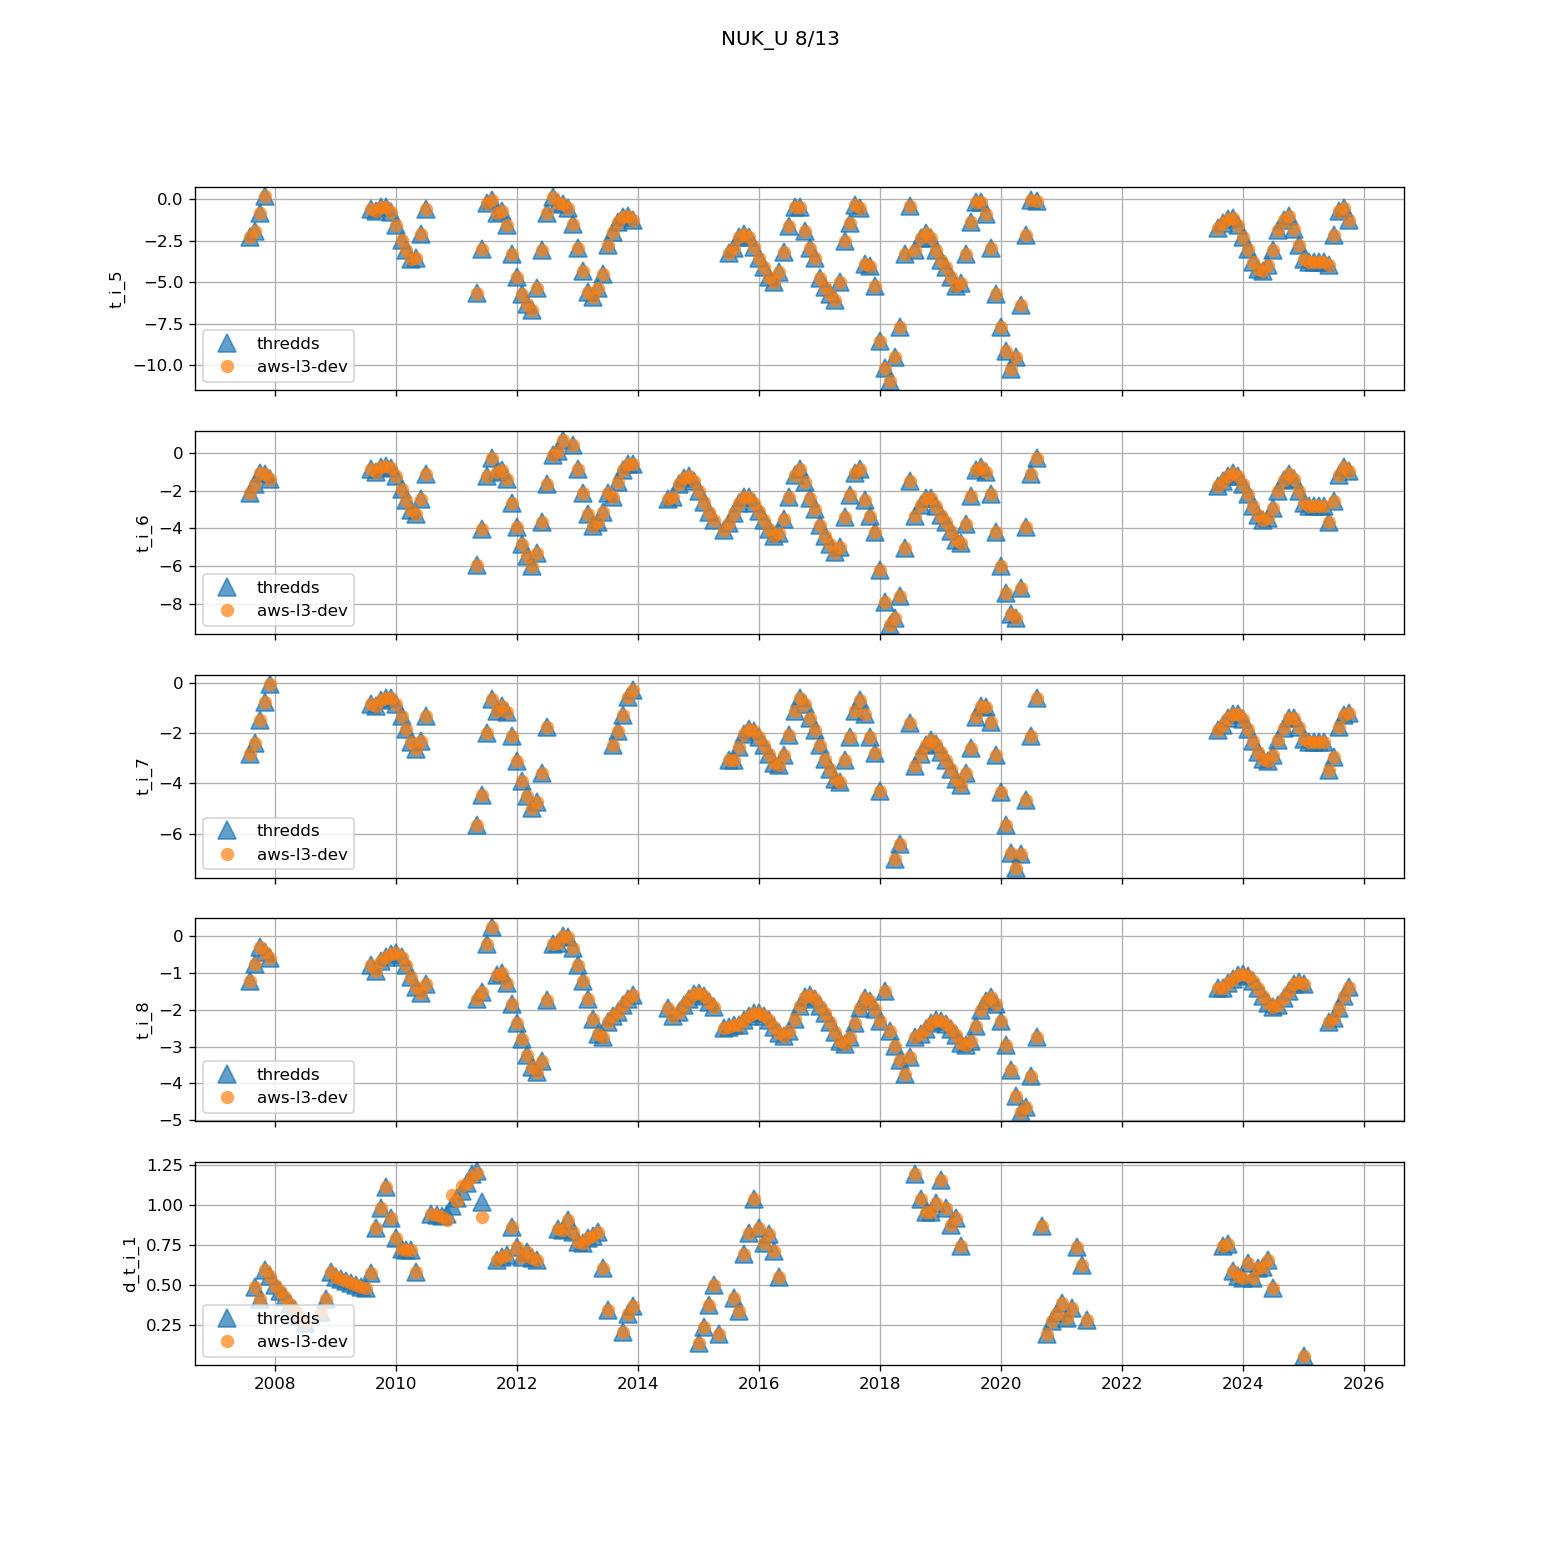 NUK_U 8/13
0.0
−2.5
−5.0
−7.5
−10.0
t_i_5
thredds
aws-l3-dev
0
−2
−4
−6
−8
t_i_6
thredds
aws-l3-dev
0
−2
−4
−6
t_i_7
thredds
aws-l3-dev
0
−1
−2
−3
−4
−5
t_i_8
thredds
aws-l3-dev
1.25
1.00
0.75
0.50
0.25
d_t_i_1
thredds
aws-l3-dev
2008 2010 2012 2014 2016 2018 2020 2022 2024 2026